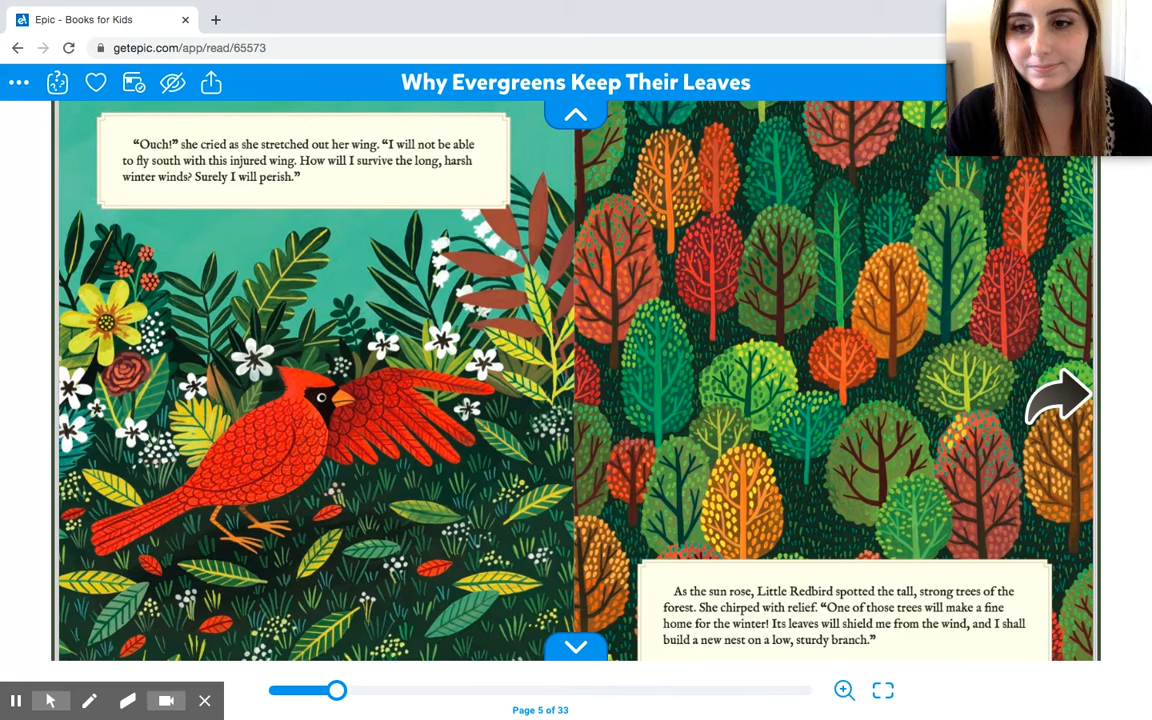 Epic - Books for Kids
getepic.com/app/read/65573
Why Evergreens Keep Their Leaves
“Ouch!” she cried as she stretched out her wing. “I will not be able
to fly south with this injured wing. How will I survive the long, harsh
winter winds? Surely I will perish.”
As the sun rose, Little Redbird spotted the tall, strong trees of the
forest. She chirped with relief. “One of those trees will make a fine
home for the winter! Its leaves will shield me from the wind, and I shall
build a new nest on a low, sturdy branch.”
Page 5 of 33